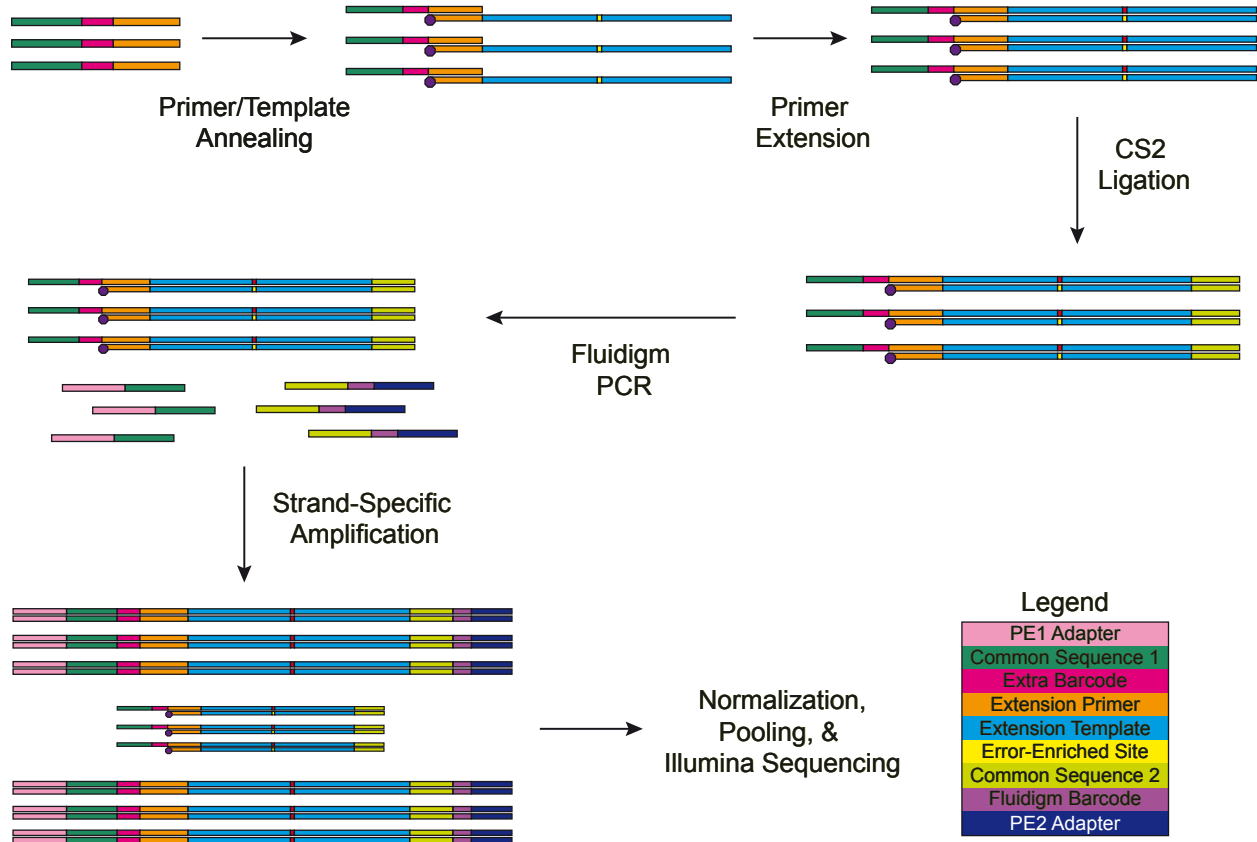 Primer/Template
Annealing
Primer
Extension
CS2
Ligation
Fluidigm
PCR
Strand-Specific
Amplification
Normalization,
Pooling, &
Illumina Sequencing
Legend
PE1 Adapter
Common Sequence 1
Extra Barcode
Extension Primer
Extension Template
Error-Enriched Site
Common Sequence 2
Fluidigm Barcode
PE2 Adapter